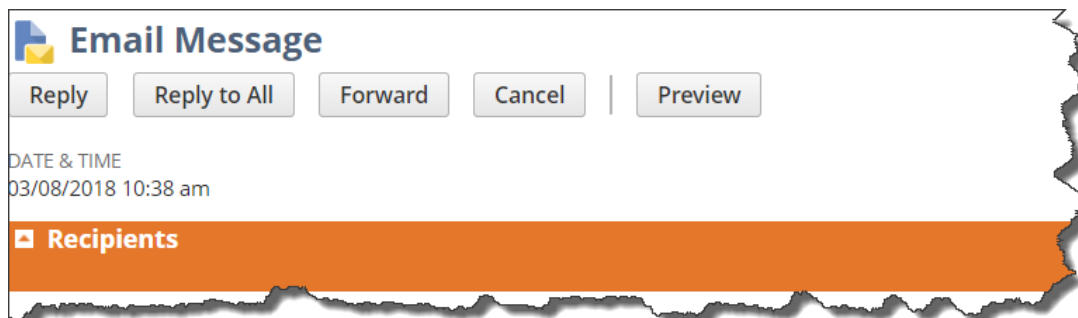 Email Message
Reply Reply to All Forward Cancel Preview
DATE & TIME
03/08/2018 10:38 am
Recipients